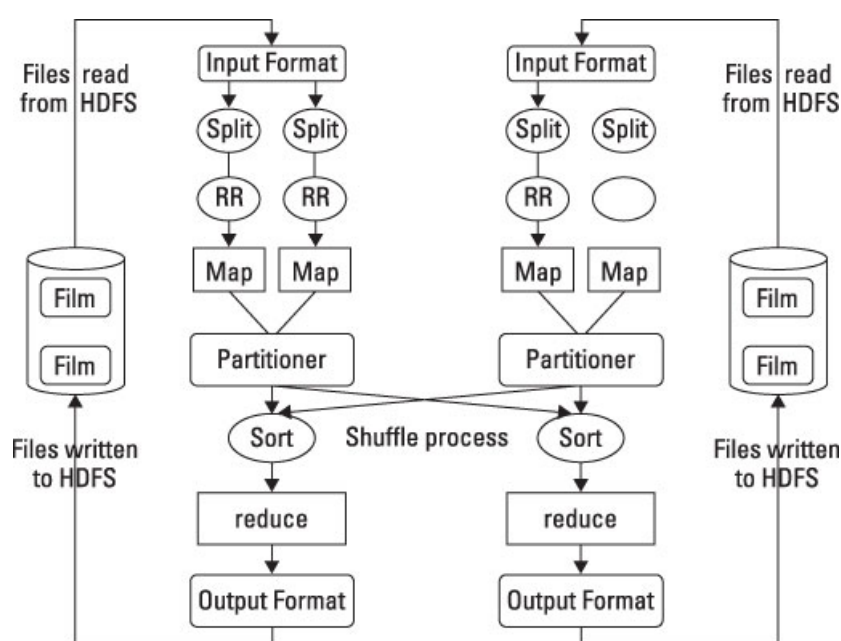 Input Format
Input Format
Files read
from HDFS
Files read
from HDFS
Split
Split
Split
Split
RR
RR
RR
Map
Map
Map
Map
Film
Film
Film
Film
Partitioner
Partitioner
Sort
Shuffle process
Sort
Files written
to HDFS
Files written
to HDFS
reduce
reduce
Output Format
Output Format